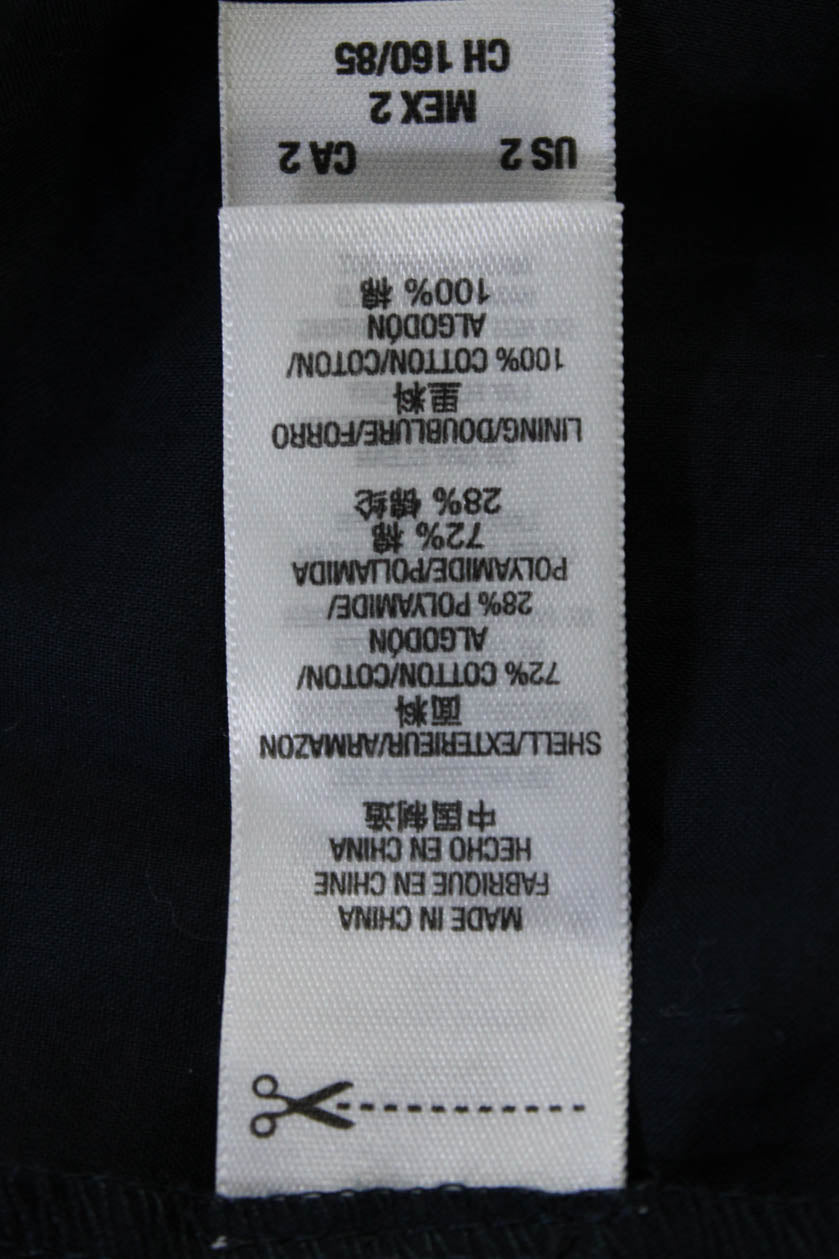 MADE IN CHINA
FABRIQUE EN CHINE
HECHO EN CHINA
中国制造
SHELL/EXTERIEUR/ARMAZON
面料
72% COTTON/COTON/
ALGODÓN
28% POLYAMIDE/
POLYAMIDE/POLIAMIDA
72% 棉
28% 锦纶
LINING/DOUBLURE/FORRO
里料
100% COTTON/COTON/
ALGODÓN
100% 棉
US 2 CA 2
MEX 2
CH 160/85